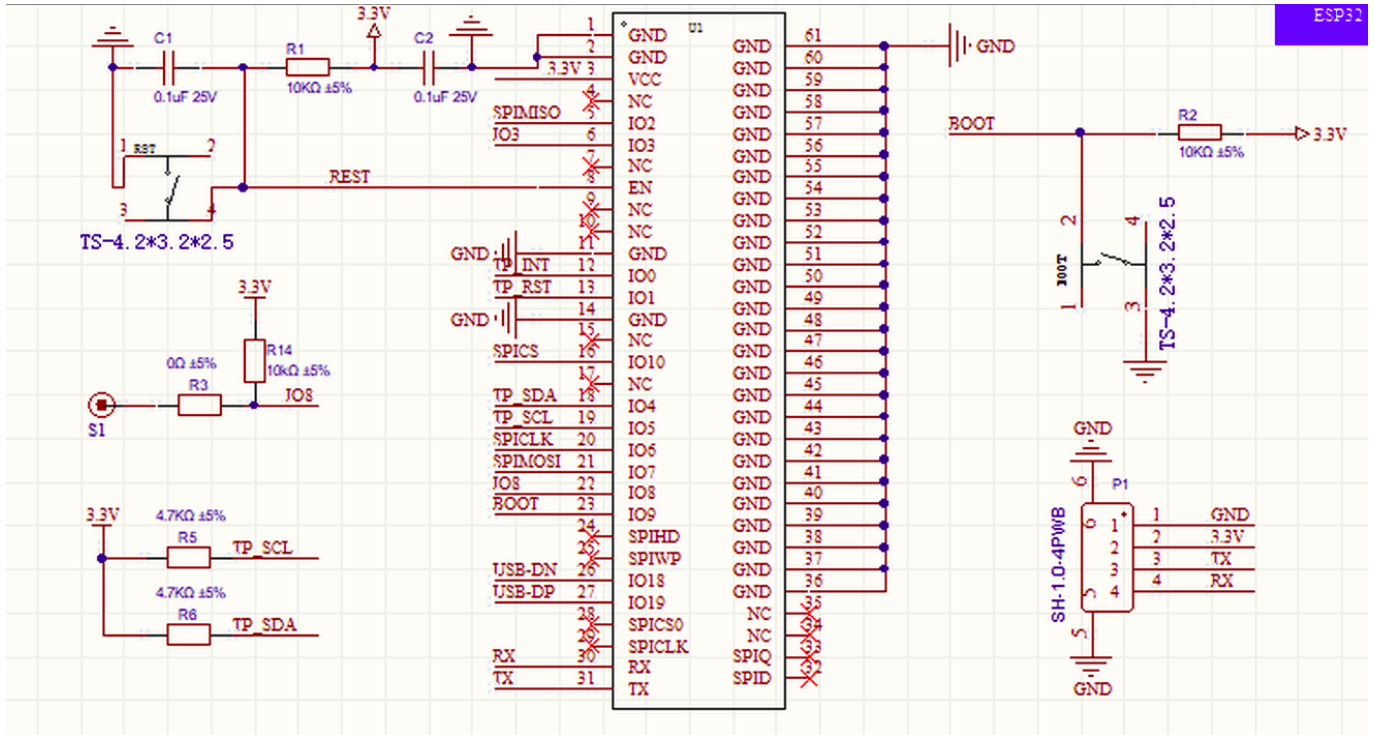 ESP32
3.3V
C1
0.1uF 25V
R1
10KΩ ±5%
C2
0.1uF 25V
1 RST 2
3 4
TS-4.2*3.2*2.5
REST
3.3V
0Ω ±5%
R3
R14
10kΩ ±5%
IO8
S1
3.3V
4.7KΩ ±5%
R5
TP_SCL
4.7KΩ ±5%
R6
TP_SDA
U1
1 GND
2 GND
3.3V 3 VCC
4 NC
SPIMISO 5 IO2
IO3 6 IO3
7 NC
8 EN
9 NC
10 NC
GND 11 GND
TP_INT 12 IO0
TP_RST 13 IO1
GND 14 GND
15 NC
SPICS 16 IO10
17 NC
TP_SDA 18 IO4
TP_SCL 19 IO5
SPICLK 20 IO6
SPIMOSI 21 IO7
IO8 22 IO8
BOOT 23 IO9
24 SPIHD
25 SPIWP
USB-DN 26 IO18
USB-DP 27 IO19
28 SPICS0
29 SPICLK
RX 30 RX
TX 31 TX
GND 61 GND
GND 60
GND 59
GND 58
GND 57
GND 56
GND 55
GND 54
GND 53
GND 52
GND 51
GND 50
GND 49
GND 48
GND 47
GND 46
GND 45
GND 44
GND 43
GND 42
GND 41
GND 40
GND 39
GND 38
GND 37
GND 36
NC 35
NC 34
SPIQ 33
SPID 32
BOOT
R2
10KΩ ±5%
3.3V
2 4
BOOT
1 3
TS-4.2*3.2*2.5
GND
6 P1
SH-1.0-4PWB
6 1 1 GND
2 2 3.3V
3 3 TX
5 4 4 RX
5
GND